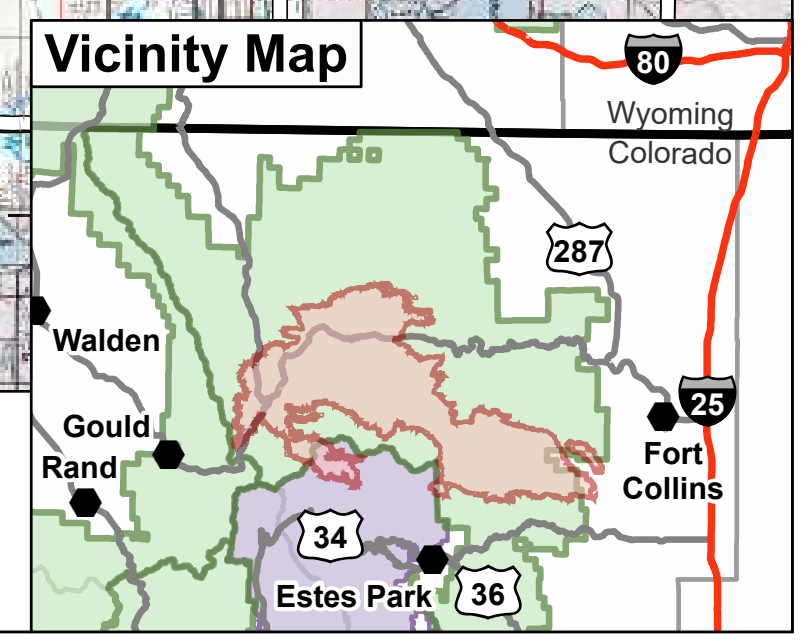 Vicinity Map
80
Wyoming
Colorado
287
Walden
25
Gould
Fort
Collins
Rand
34
Estes Park
36